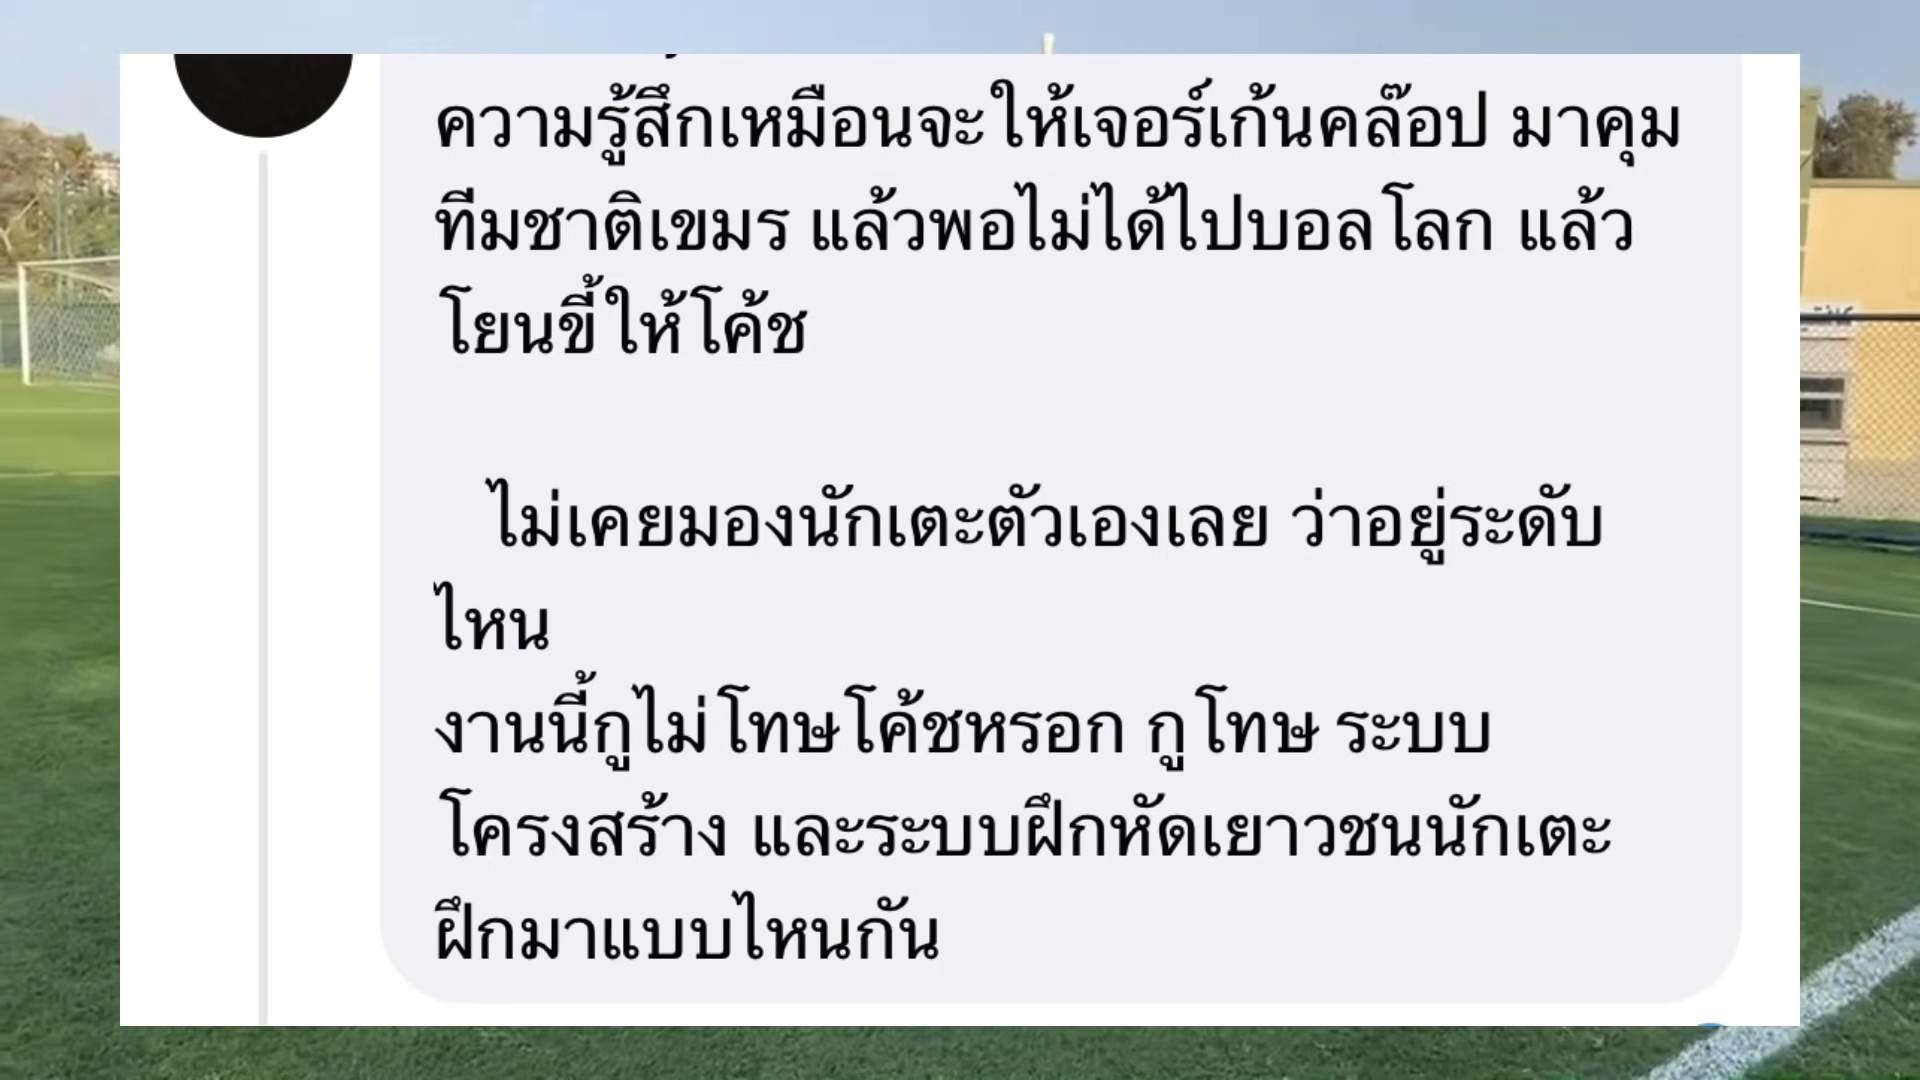 ความรู้สึกเหมือนจะให้เจอร์เก้นคล๊อป มาคุม
ทีมชาติเขมร แล้วพอไม่ได้ไปบอลโลก แล้ว
โยนขี้ให้โค้ช
ไม่เคยมองนักเตะตัวเองเลย ว่าอยู่ระดับ
ไหน
งานนี้กูไม่โทษโค้ชหรอก กูโทษ ระบบ
โครงสร้าง และระบบฝึกหัดเยาวชนนักเตะ
ฝึกมาแบบไหนกัน